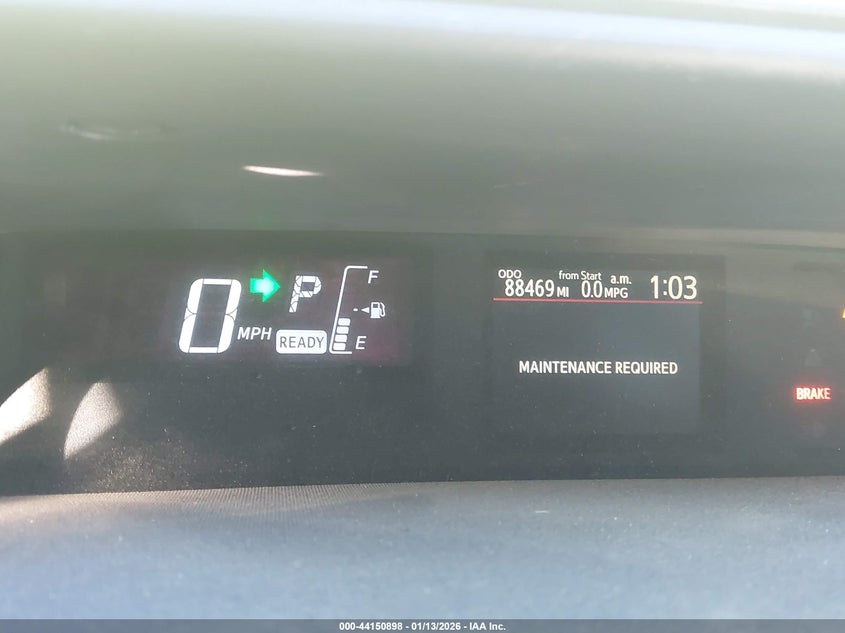 0 MPH
P
READY
F
E
ODO
88469 MI
from Start
0.0 MPG
a.m.
1:03
MAINTENANCE REQUIRED
BRAKE
000-44150898 - 01/13/2026 - IAA Inc.